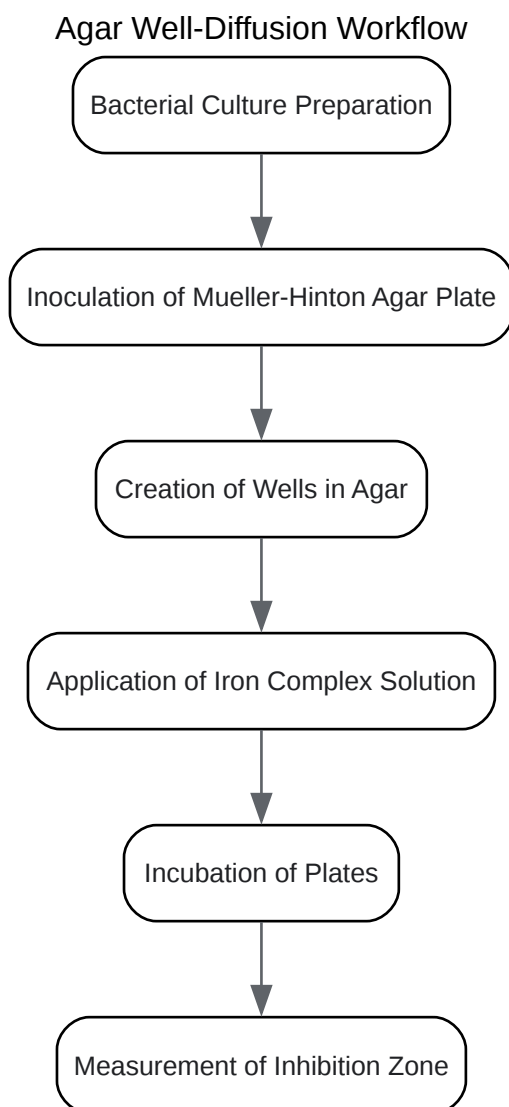 Agar Well-Diffusion Workflow
Bacterial Culture Preparation
Inoculation of Mueller-Hinton Agar Plate
Creation of Wells in Agar
Application of Iron Complex Solution
Incubation of Plates
Measurement of Inhibition Zone